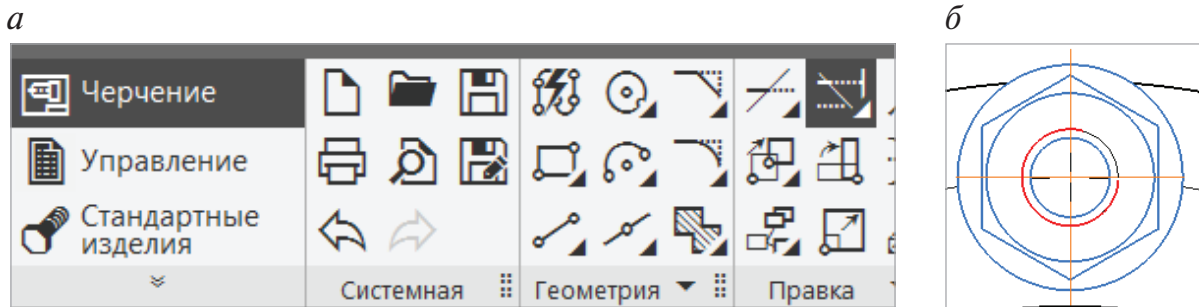 а
б
Черчение
Управление
Стандартные
изделия
Системная
Геометрия
Правка